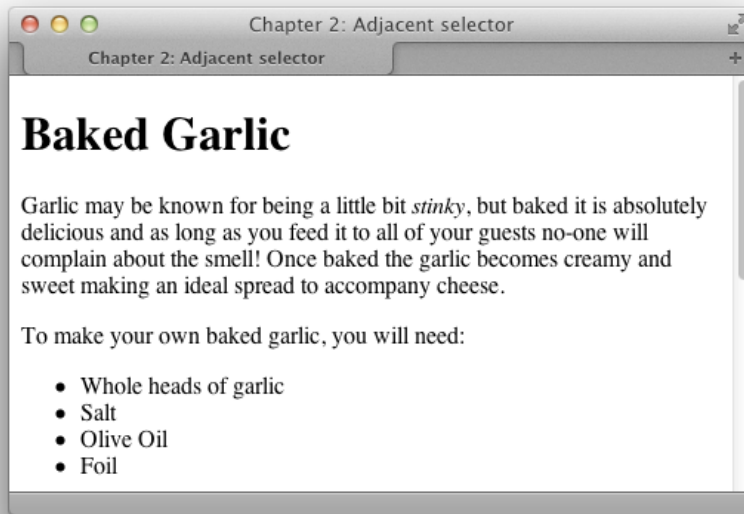 Chapter 2: Adjacent selector
Chapter 2: Adjacent selector
Baked Garlic
Garlic may be known for being a little bit stinky, but baked it is absolutely
delicious and as long as you feed it to all of your guests no-one will
complain about the smell! Once baked the garlic becomes creamy and
sweet making an ideal spread to accompany cheese.
To make your own baked garlic, you will need:
• Whole heads of garlic
• Salt
• Olive Oil
• Foil